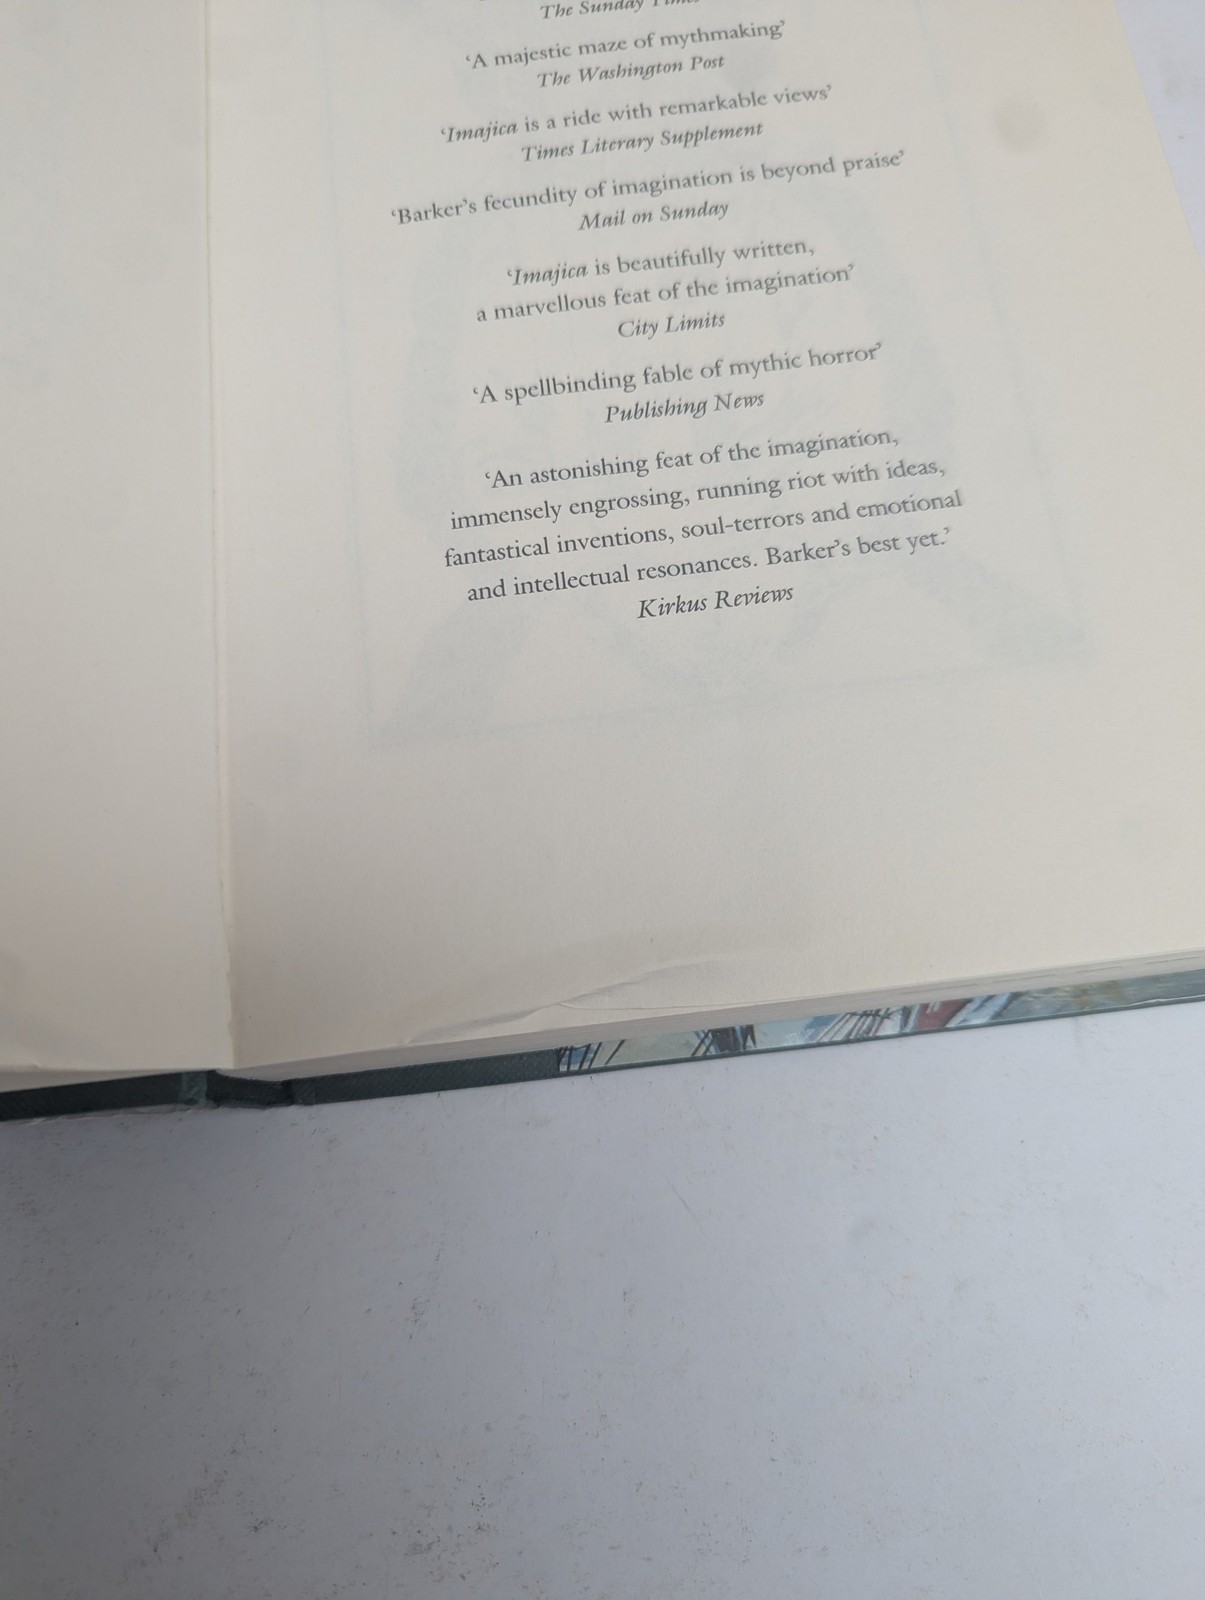 The Sunday Times
‘A majestic maze of mythmaking’
The Washington Post
‘Imajica is a ride with remarkable views’
Times Literary Supplement
‘Barker’s fecundity of imagination is beyond praise’
Mail on Sunday
‘Imajica is beautifully written,
a marvellous feat of the imagination’
City Limits
‘A spellbinding fable of mythic horror’
Publishing News
‘An astonishing feat of the imagination,
immensely engrossing, running riot with ideas,
fantastical inventions, soul-terrors and emotional
and intellectual resonances. Barker’s best yet.’
Kirkus Reviews